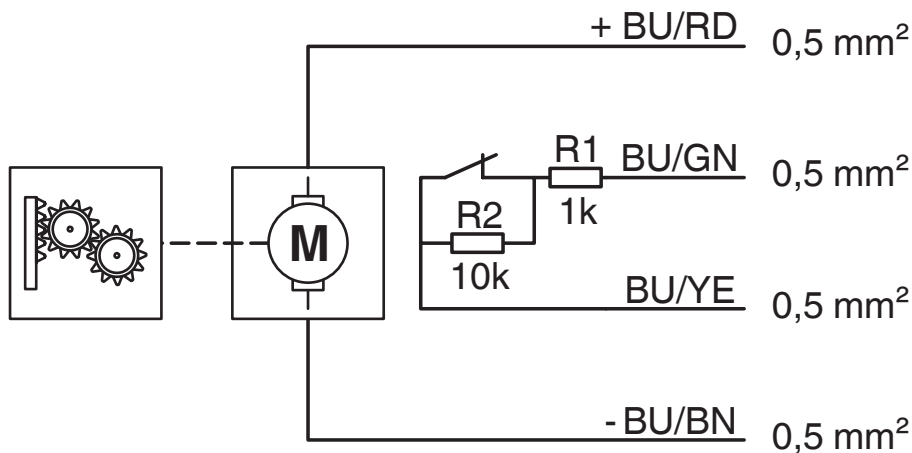 + BU/RD 0,5 mm²
R1 BU/GN 0,5 mm²
1k
R2
10k
M
BU/YE 0,5 mm²
- BU/BN 0,5 mm²